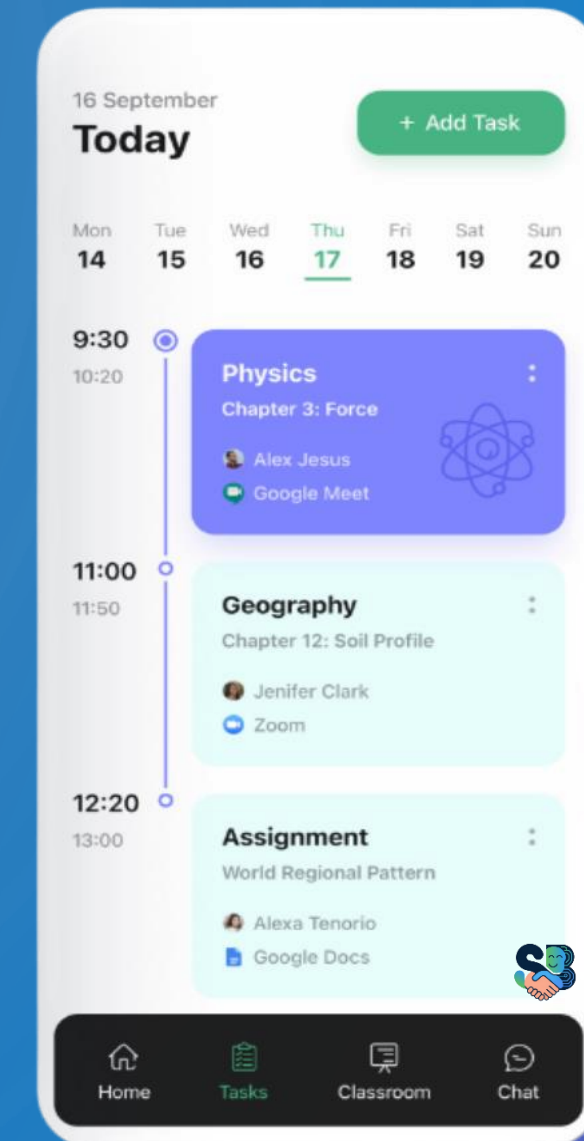 16 September
Today
+ Add Task
Mon Tue Wed Thu Fri Sat Sun
14 15 16 17 18 19 20
9:30
10:20
Physics
Chapter 3: Force
Alex Jesus
Google Meet
11:00
11:50
Geography
Chapter 12: Soil Profile
Jenifer Clark
Zoom
12:20
13:00
Assignment
World Regional Pattern
Alexa Tenorio
Google Docs
SB
Home Tasks Classroom Chat